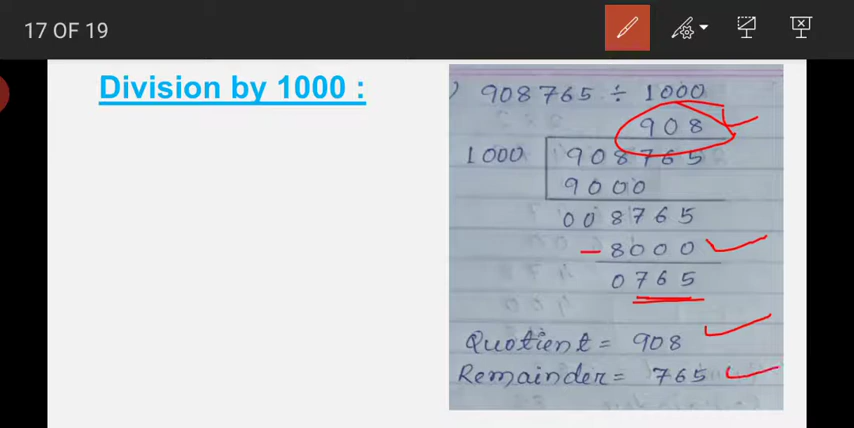 17 OF 19
Division by 1000 :
) 908765 ÷ 1000
908
1000 908765
9000
008765
- 8000
0765
Quotient = 908
Remainder = 765